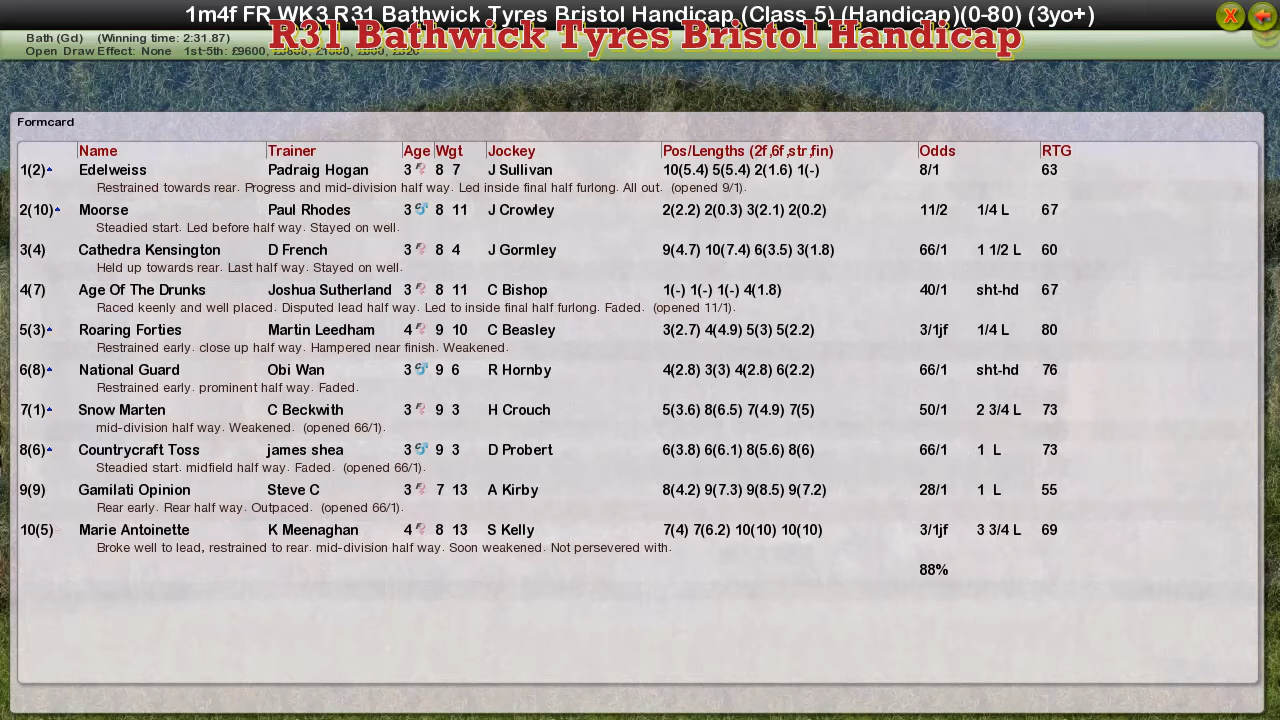 1m4f FR WK3 R31 Bathwick Tyres Bristol Handicap (Class 5) (Handicap)(0-80) (3yo+)
R31 Bathwick Tyres Bristol Handicap
Bath (Gd) (Winning time: 2:31.87)
Open Draw Effect: None 1st-5th: £9600,
Formcard
Name Trainer Age Wgt Jockey Pos/Lengths (2f,6f,str,fin) Odds RTG
1(2) Edelweiss Padraig Hogan 3 8 7 J Sullivan 10(5.4) 5(5.4) 2(1.6) 1(-) 8/1 63
Restrained towards rear. Progress and mid-division half way. Led inside final half furlong. All out. (opened 9/1).
2(10) Moorse Paul Rhodes 3 8 11 J Crowley 2(2.2) 2(0.3) 3(2.1) 2(0.2) 11/2 1/4 L 67
Steadied start. Led before half way. Stayed on well.
3(4) Cathedra Kensington D French 3 8 4 J Gormley 9(4.7) 10(7.4) 6(3.5) 3(1.8) 66/1 1 1/2 L 60
Held up towards rear. Last half way. Stayed on well.
4(7) Age Of The Drunks Joshua Sutherland 3 8 11 C Bishop 1(-) 1(-) 1(-) 4(1.8) 40/1 sht-hd 67
Raced keenly and well placed. Disputed lead half way. Led to inside final half furlong. Faded. (opened 11/1).
5(3) Roaring Forties Martin Leedham 4 9 10 C Beasley 3(2.7) 4(4.9) 5(3) 5(2.2) 3/1jf 1/4 L 80
Restrained early. close up half way. Hampered near finish. Weakened.
6(8) National Guard Obi Wan 3 9 6 R Hornby 4(2.8) 3(3) 4(2.8) 6(2.2) 66/1 sht-hd 76
Restrained early. prominent half way. Faded.
7(1) Snow Marten C Beckwith 3 9 3 H Crouch 5(3.6) 8(6.5) 7(4.9) 7(5) 50/1 2 3/4 L 73
mid-division half way. Weakened. (opened 66/1).
8(6) Countrycraft Toss james shea 3 9 3 D Probert 6(3.8) 6(6.1) 8(5.6) 8(6) 66/1 1 L 73
Steadied start. midfield half way. Faded. (opened 66/1).
9(9) Gamilati Opinion Steve C 3 7 13 A Kirby 8(4.2) 9(7.3) 9(8.5) 9(7.2) 28/1 1 L 55
Rear early. Rear half way. Outpaced. (opened 66/1).
10(5) Marie Antoinette K Meenaghan 4 8 13 S Kelly 7(4) 7(6.2) 10(10) 10(10) 3/1jf 3 3/4 L 69
Broke well to lead, restrained to rear. mid-division half way. Soon weakened. Not persevered with.
88%